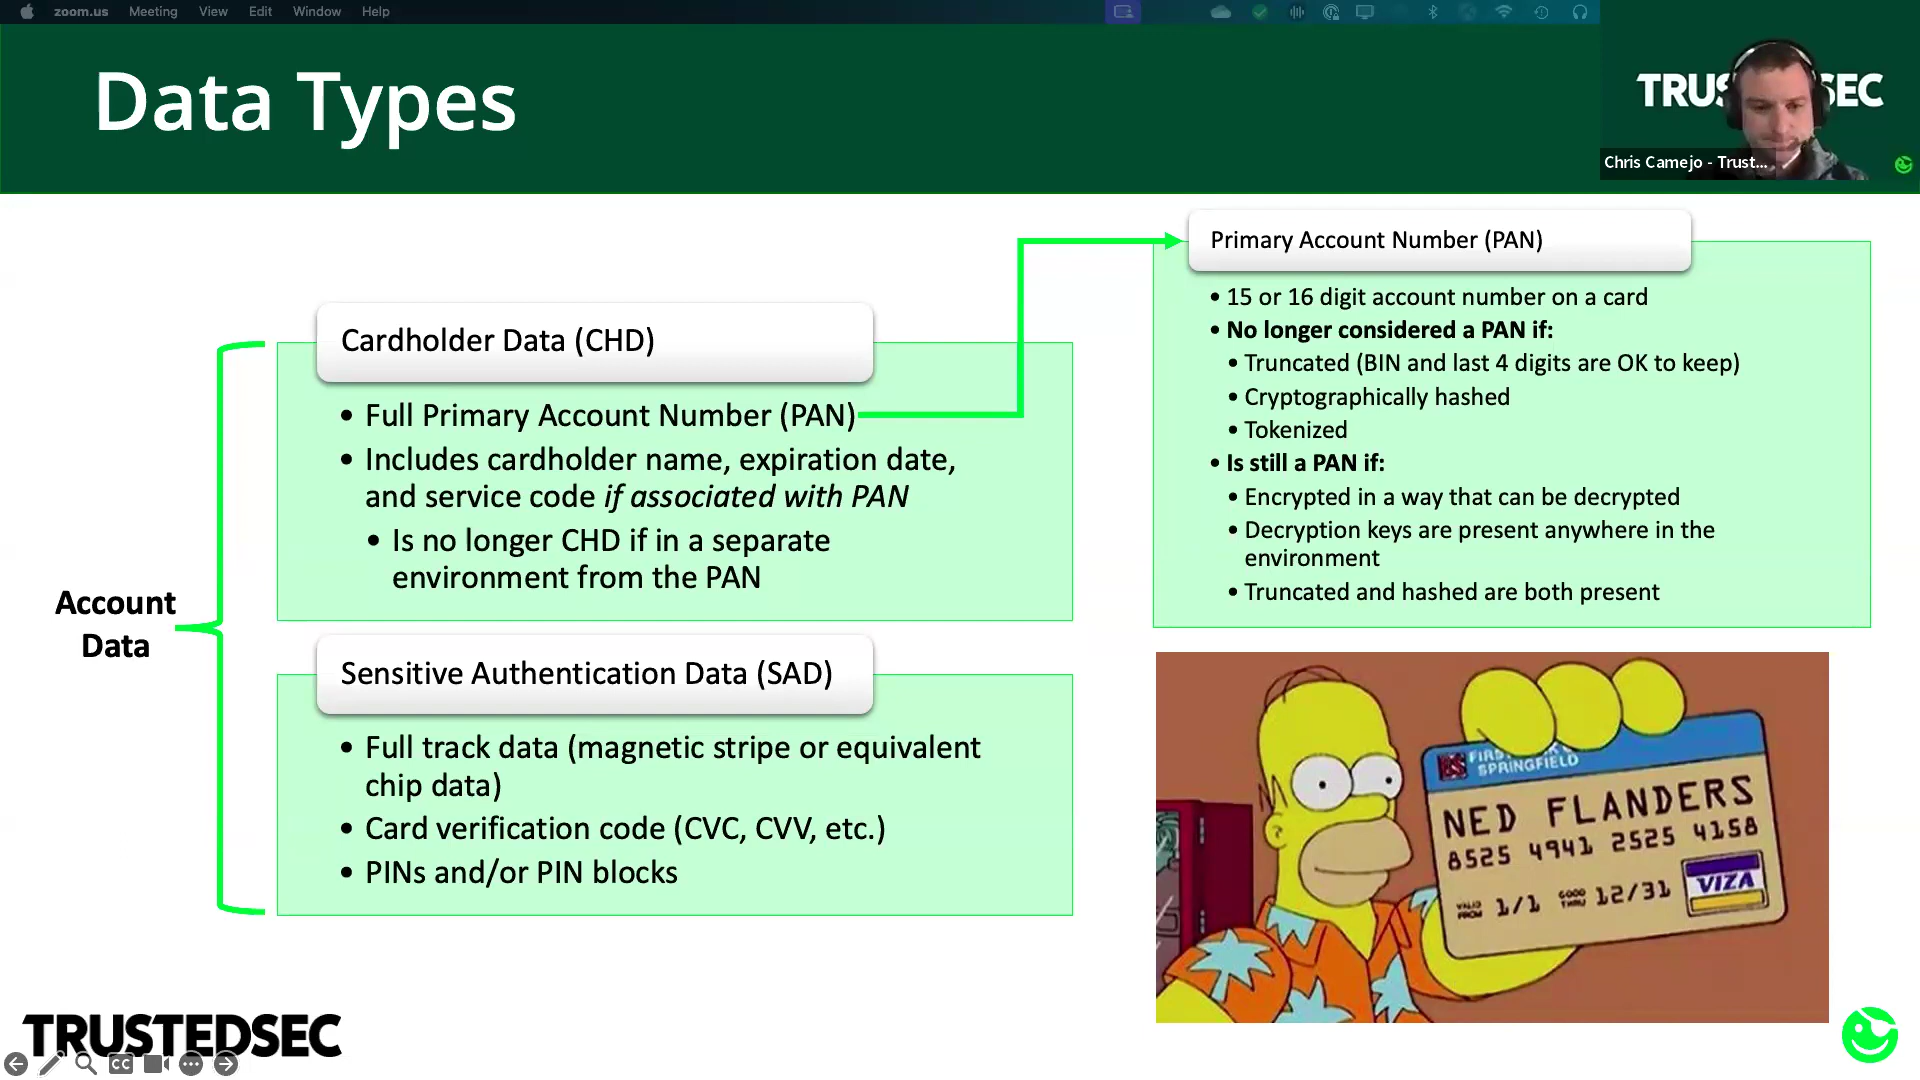 zoom.us Meeting View Edit Window Help
Data Types
TRUSTEDSEC
Chris Camejo - Trust...
Primary Account Number (PAN)
• 15 or 16 digit account number on a card
• No longer considered a PAN if:
• Truncated (BIN and last 4 digits are OK to keep)
• Cryptographically hashed
• Tokenized
• Is still a PAN if:
• Encrypted in a way that can be decrypted
• Decryption keys are present anywhere in the
environment
• Truncated and hashed are both present
Cardholder Data (CHD)
• Full Primary Account Number (PAN)
• Includes cardholder name, expiration date,
and service code if associated with PAN
• Is no longer CHD if in a separate
environment from the PAN
Account
Data
Sensitive Authentication Data (SAD)
• Full track data (magnetic stripe or equivalent
chip data)
• Card verification code (CVC, CVV, etc.)
• PINs and/or PIN blocks
SPRINGFIELD
NED FLANDERS
8525 4941 2525 4158
VALID
FROM 1/1 GOOD
THRU 12/31
VIZA
TRUSTEDSEC
CC